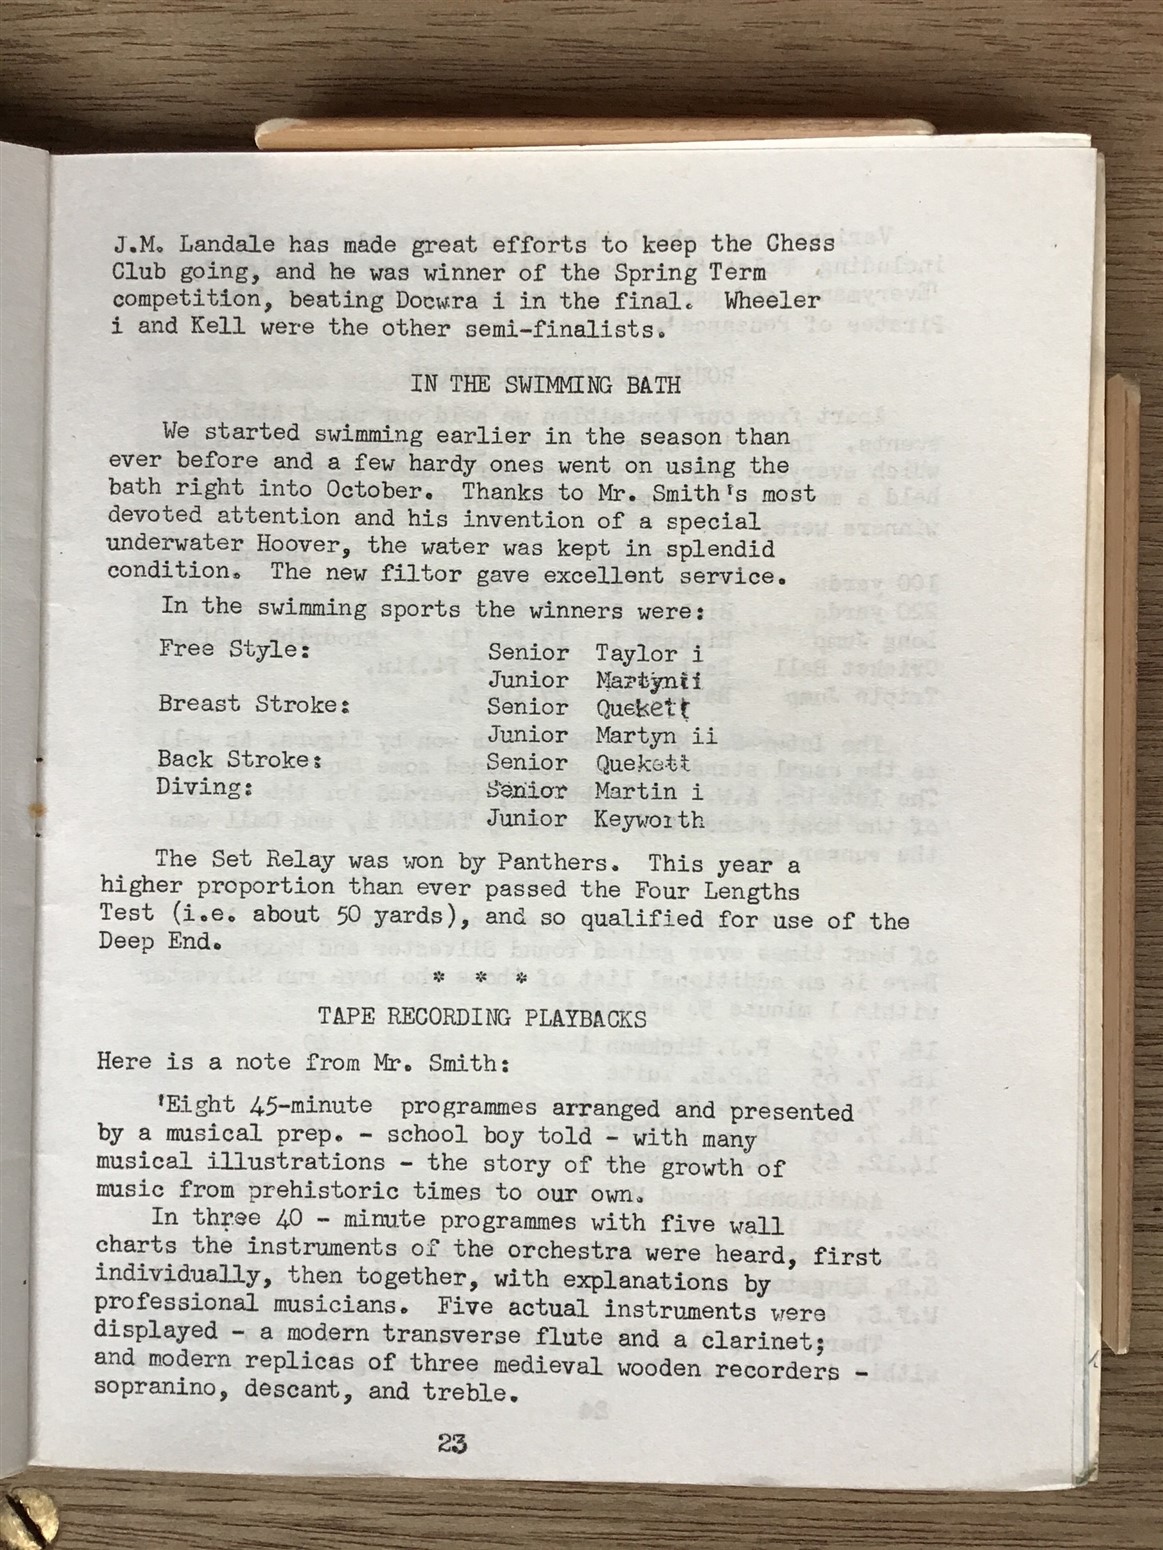 J.M. Landale has made great efforts to keep the Chess
Club going, and he was winner of the Spring Term
competition, beating Docwra i in the final. Wheeler
i and Kell were the other semi-finalists.
IN THE SWIMMING BATH
We started swimming earlier in the season than
ever before and a few hardy ones went on using the
bath right into October. Thanks to Mr. Smith's most
devoted attention and his invention of a special
underwater Hoover, the water was kept in splendid
condition. The new filtor gave excellent service.
In the swimming sports the winners were:
Free Style: Senior Taylor i
Junior Martyn ii
Breast Stroke: Senior Quekett
Junior Martyn ii
Back Stroke: Senior Quekett
Diving: Senior Martin i
Junior Keyworth
The Set Relay was won by Panthers. This year a
higher proportion than ever passed the Four Lengths
Test (i.e. about 50 yards), and so qualified for use of the
Deep End.
* * *
TAPE RECORDING PLAYBACKS
Here is a note from Mr. Smith:
'Eight 45-minute programmes arranged and presented
by a musical prep. - school boy told - with many
musical illustrations - the story of the growth of
music from prehistoric times to our own.
In three 40 - minute programmes with five wall
charts the instruments of the orchestra were heard, first
individually, then together, with explanations by
professional musicians. Five actual instruments were
displayed - a modern transverse flute and a clarinet;
and modern replicas of three medieval wooden recorders -
sopranino, descant, and treble.
23